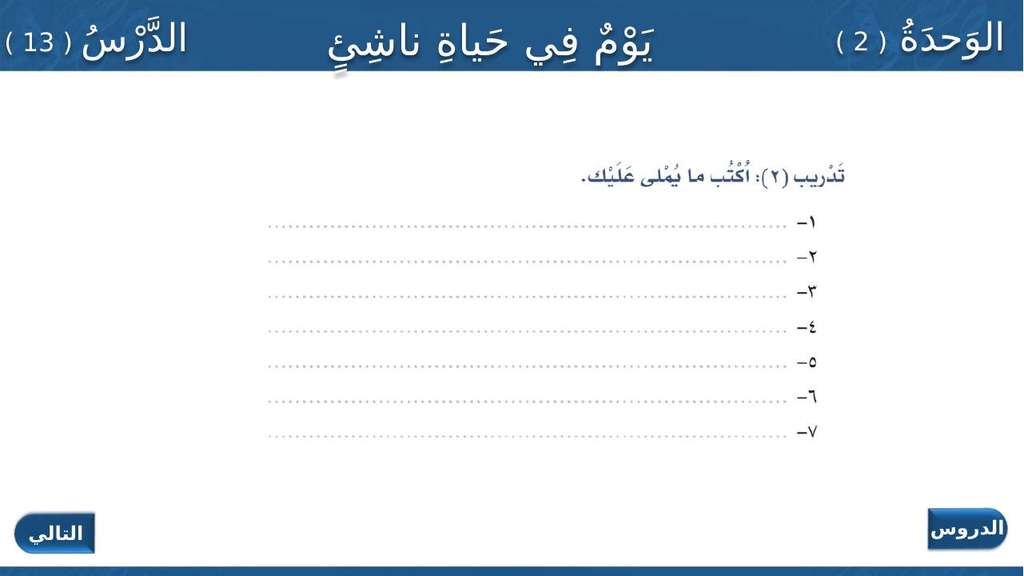 الوَحدَةُ ( 2 )
يَوْمٌ فِي حَياةِ ناشِئٍ
الدَّرْسُ ( 13 )
تَدْريب (٢): اُكْتُب ما يُمْلى عَلَيْك.
١- ........................................................................
٢- ........................................................................
٣- ........................................................................
٤- ........................................................................
٥- ........................................................................
٦- ........................................................................
٧- ........................................................................
الدروس
التالي